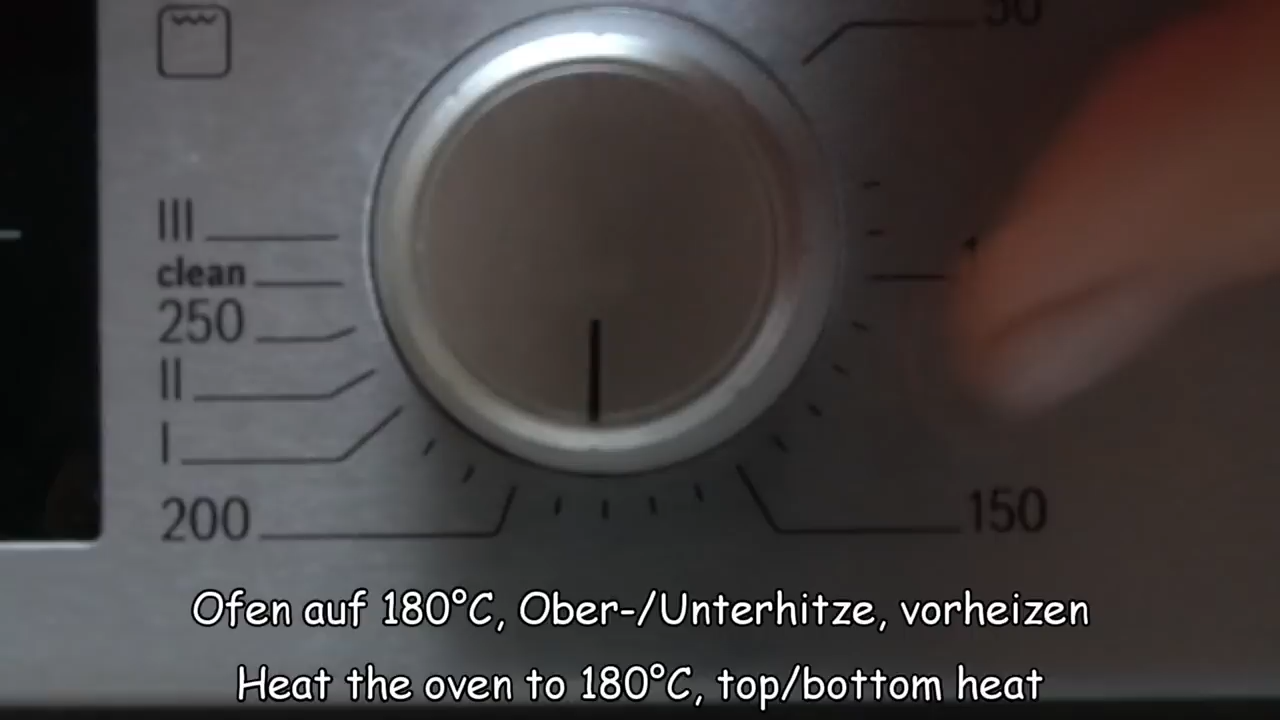 50
III
clean
250
II
I
200
150
Ofen auf 180°C, Ober-/Unterhitze, vorheizen
Heat the oven to 180°C, top/bottom heat